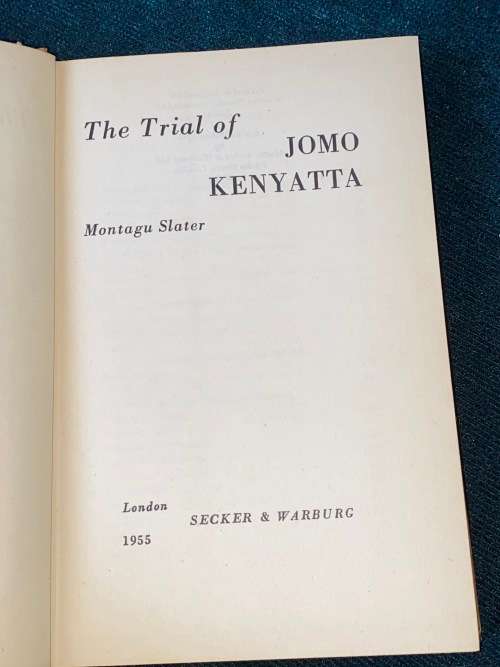 The Trial of
JOMO
KENYATTA
Montagu Slater
London
SECKER & WARBURG
1955